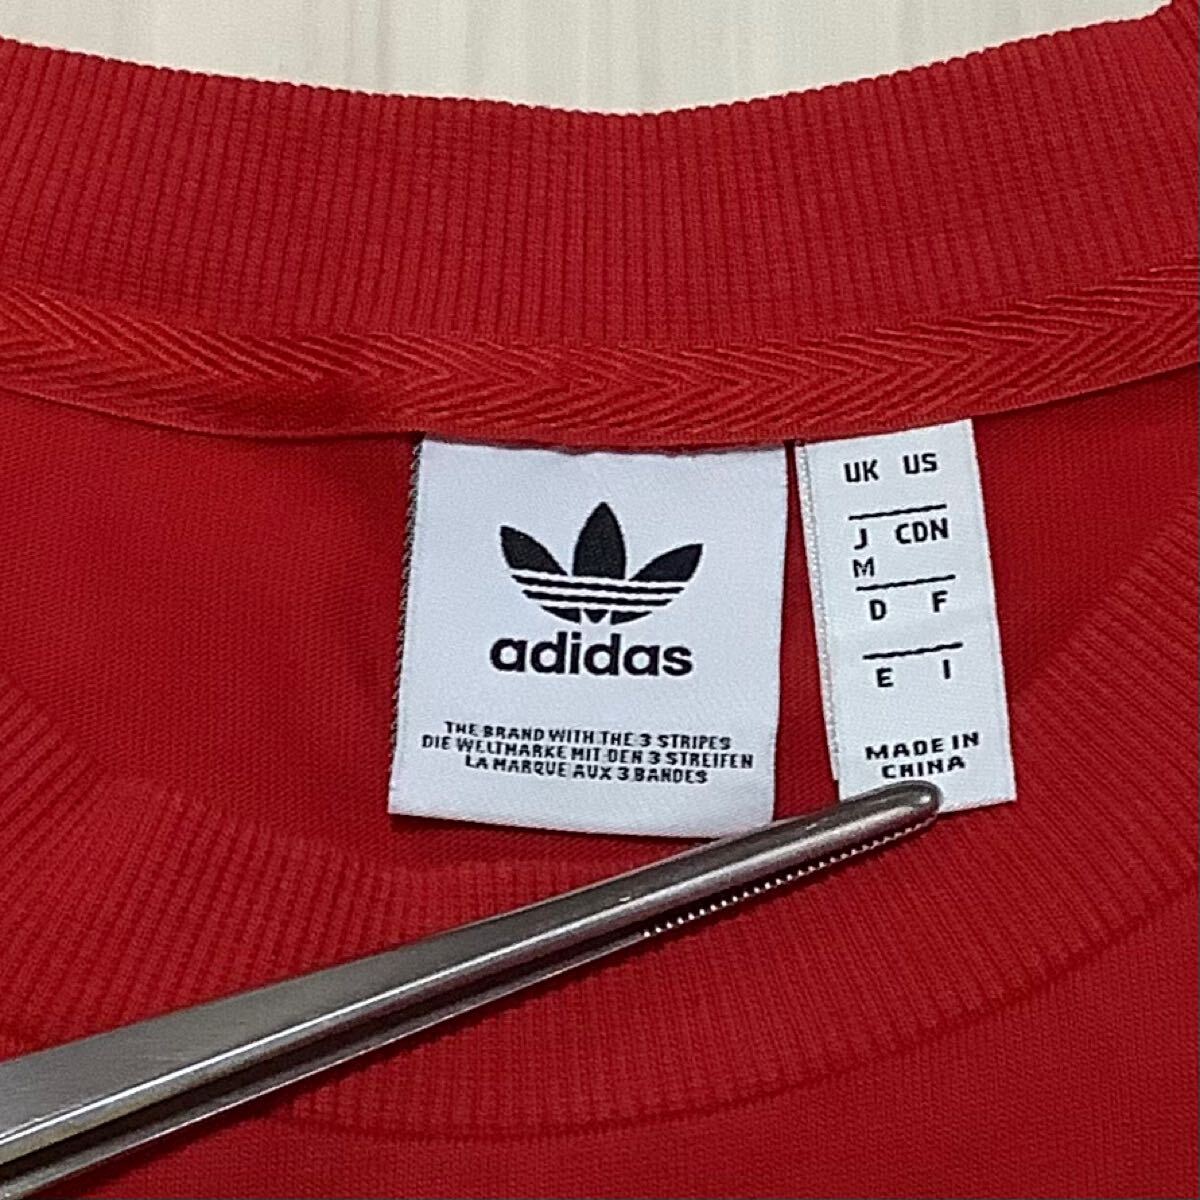 adidas
THE BRAND WITH THE 3 STRIPES
DIE WELTMARKE MIT DEN 3 STREIFEN
LA MARQUE AUX 3 BANDES
UK US
J CDN
M
D F
E I
MADE IN
CHINA